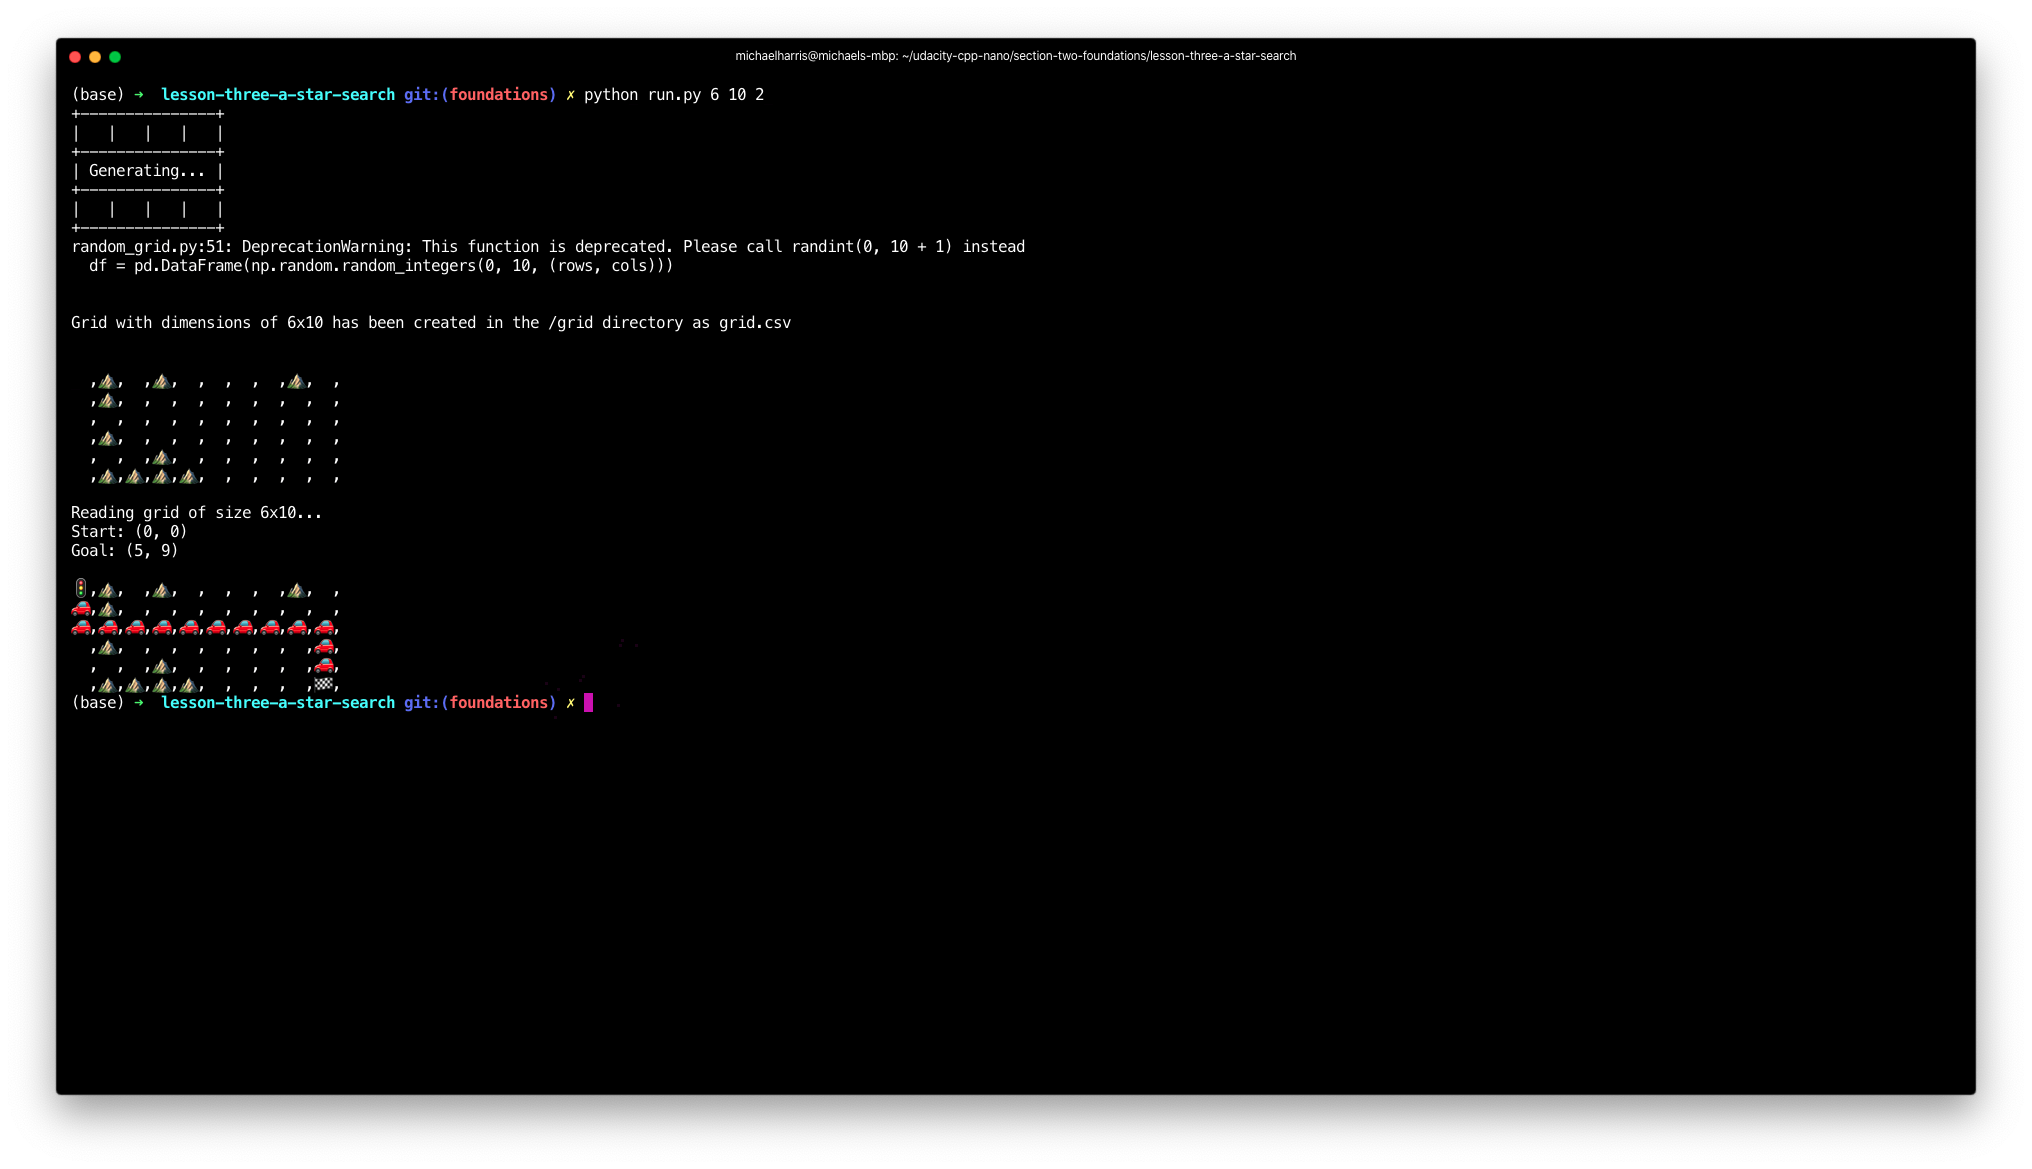 michaelharris@michaels-mbp: ~/udacity-cpp-nano/section-two-foundations/lesson-three-a-star-search
(base) ➜  lesson-three-a-star-search git:(foundations) ✗ python run.py 6 10 2
+---------------+
|   |   |   |   |
+---------------+
| Generating... |
+---------------+
|   |   |   |   |
+---------------+
random_grid.py:51: DeprecationWarning: This function is deprecated. Please call randint(0, 10 + 1) instead
  df = pd.DataFrame(np.random.random_integers(0, 10, (rows, cols)))
Grid with dimensions of 6x10 has been created in the /grid directory as grid.csv
  ,⛰,  ,⛰,  ,  ,  ,  ,⛰,  ,
  ,⛰,  ,  ,  ,  ,  ,  ,  ,  ,
  ,  ,  ,  ,  ,  ,  ,  ,  ,  ,
  ,⛰,  ,  ,  ,  ,  ,  ,  ,  ,
  ,  ,  ,⛰,  ,  ,  ,  ,  ,  ,
  ,⛰,⛰,⛰,⛰,  ,  ,  ,  ,  ,
Reading grid of size 6x10...
Start: (0, 0)
Goal: (5, 9)
🚦,⛰,  ,⛰,  ,  ,  ,  ,⛰,  ,
🚗,⛰,  ,  ,  ,  ,  ,  ,  ,  ,
🚗,🚗,🚗,🚗,🚗,🚗,🚗,🚗,🚗,🚗,
  ,⛰,  ,  ,  ,  ,  ,  ,  ,🚗,
  ,  ,  ,⛰,  ,  ,  ,  ,  ,🚗,
  ,⛰,⛰,⛰,⛰,  ,  ,  ,  ,🏁,
(base) ➜  lesson-three-a-star-search git:(foundations) ✗